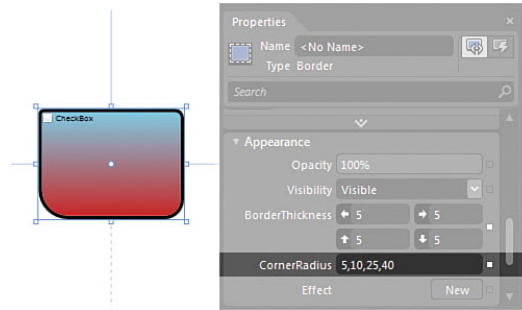 CheckBox
Properties
Name <No Name>
Type Border
Search
Appearance
Opacity 100%
Visibility Visible
BorderThickness 5 5
5 5
CornerRadius 5,10,25,40
Effect New